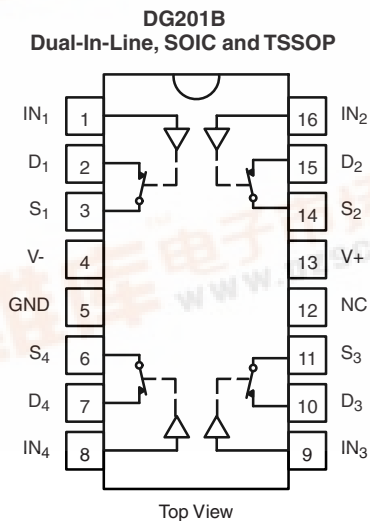 DG201B
Dual-In-Line, SOIC and TSSOP
IN1 1 16 IN2
D1 2 15 D2
S1 3 14 S2
V- 4 13 V+
GND 5 12 NC
S4 6 11 S3
D4 7 10 D3
IN4 8 9 IN3
Top View